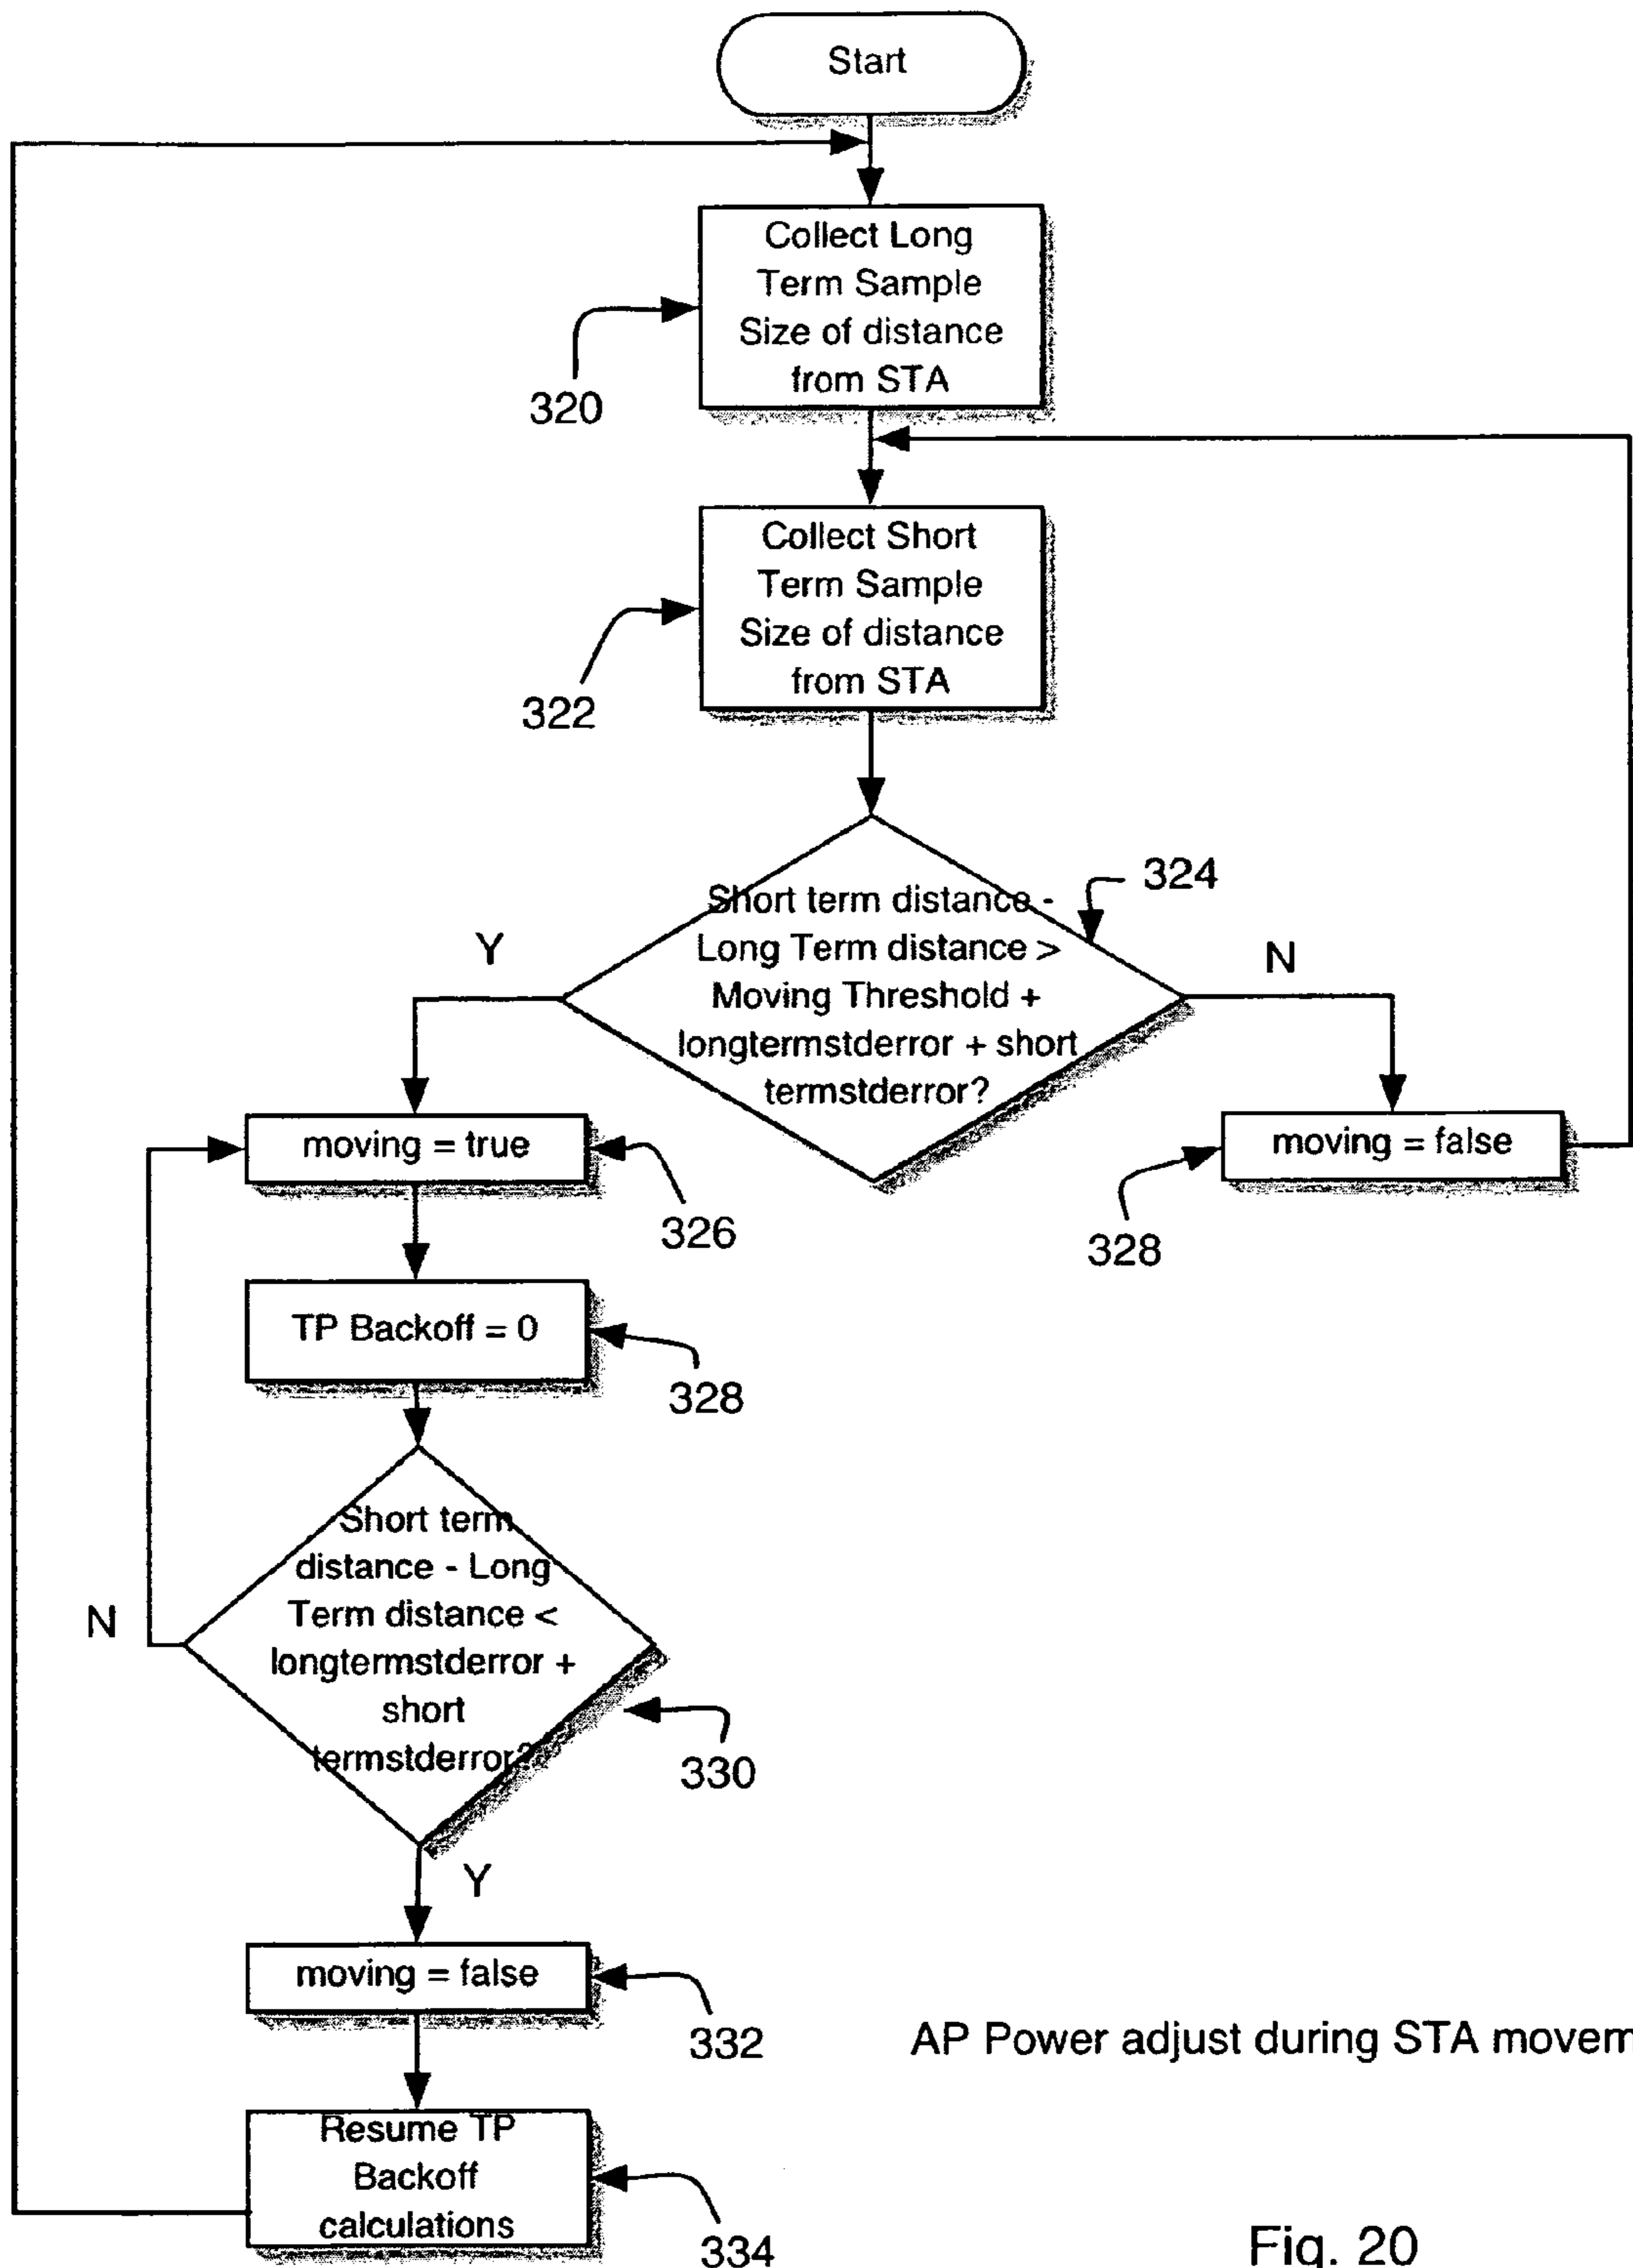 Start
Collect Long
Term Sample
Size of distance
from STA
320
Collect Short
Term Sample
Size of distance
from STA
322
Short term distance -
Long Term distance >
Moving Threshold +
longtermstderror + short
termstderror?
324
Y
N
moving = true
326
moving = false
328
TP Backoff = 0
328
Short term
distance - Long
Term distance <
longtermstderror +
short
termstderror?
N
330
Y
moving = false
332
AP Power adjust during STA movem
Resume TP
Backoff
calculations
334
Fig. 20